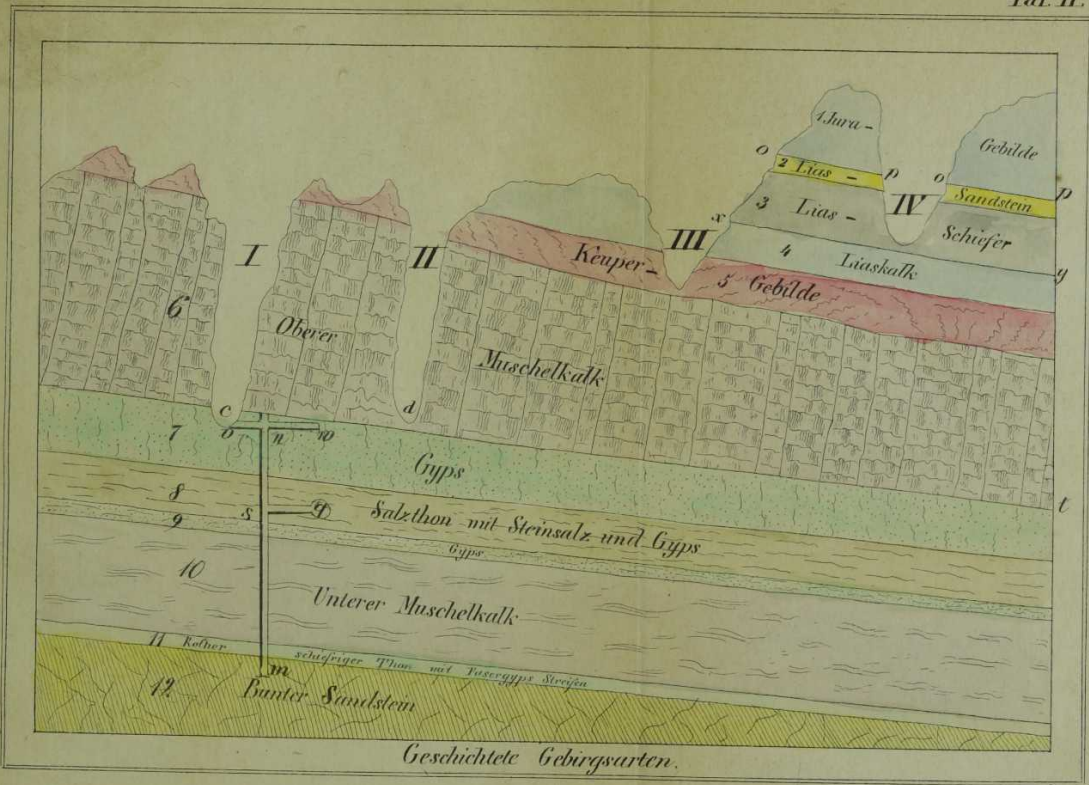 Taf. II.
1 Jura -
Gebilde
o 2 Lias - p o Sandstein p
x 3 Lias - IV Schiefer
I II III 4 Liaskalk y
Keuper - 5 Gebilde
6 Oberer Muschelkalk
c d
7 o n w
Gyps
t
8 s q Salzthon mit Steinsalz und Gyps
9 Gyps
10
Unterer Muschelkalk
11 Rother schiefriger Thon mit Fasergyps Streifen
m
12. Bunter Sandstein
Geschichtete Gebirgsarten.